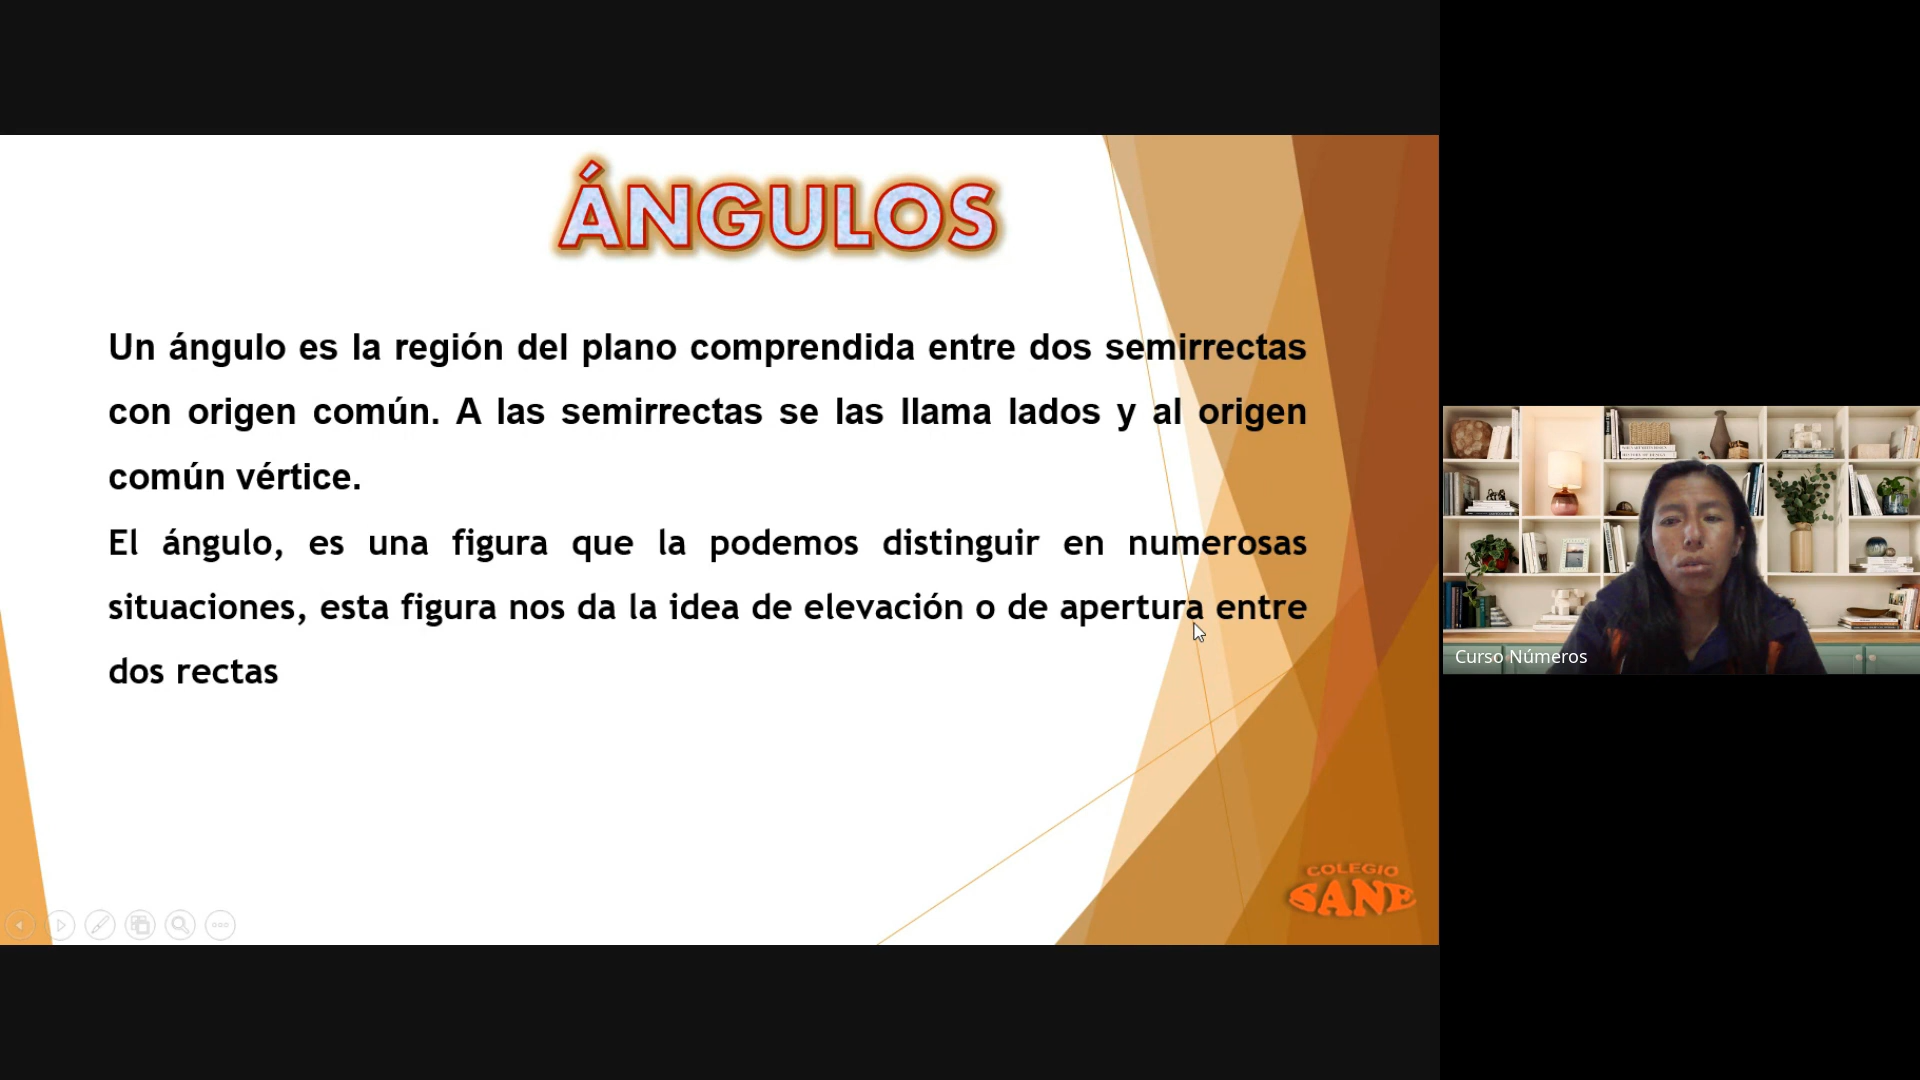 ÁNGULOS
Un ángulo es la región del plano comprendida entre dos semirrectas
con origen común. A las semirrectas se las llama lados y al origen
común vértice.
El ángulo, es una figura que la podemos distinguir en numerosas
situaciones, esta figura nos da la idea de elevación o de apertura entre
dos rectas
COLEGIO
SANE
Curso Números